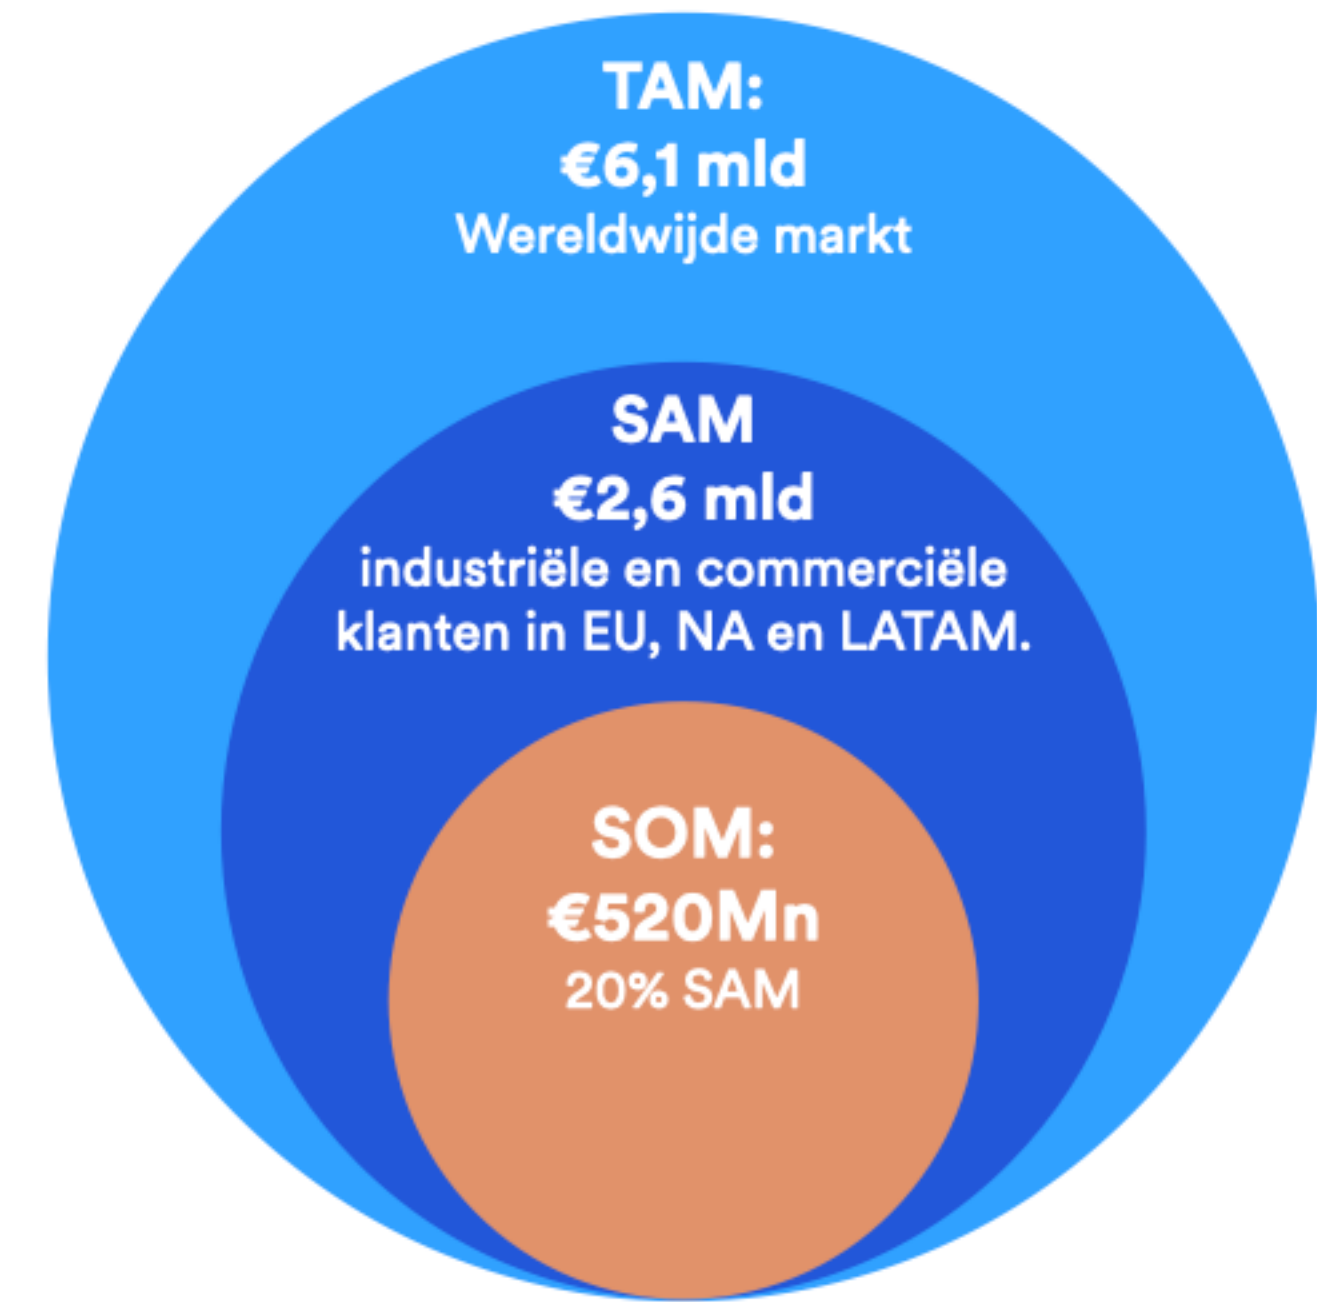 TAM:
€6,1 mld
Wereldwijde markt
SAM
€2,6 mld
industriële en commerciële
klanten in EU, NA en LATAM.
SOM:
€520Mn
20% SAM